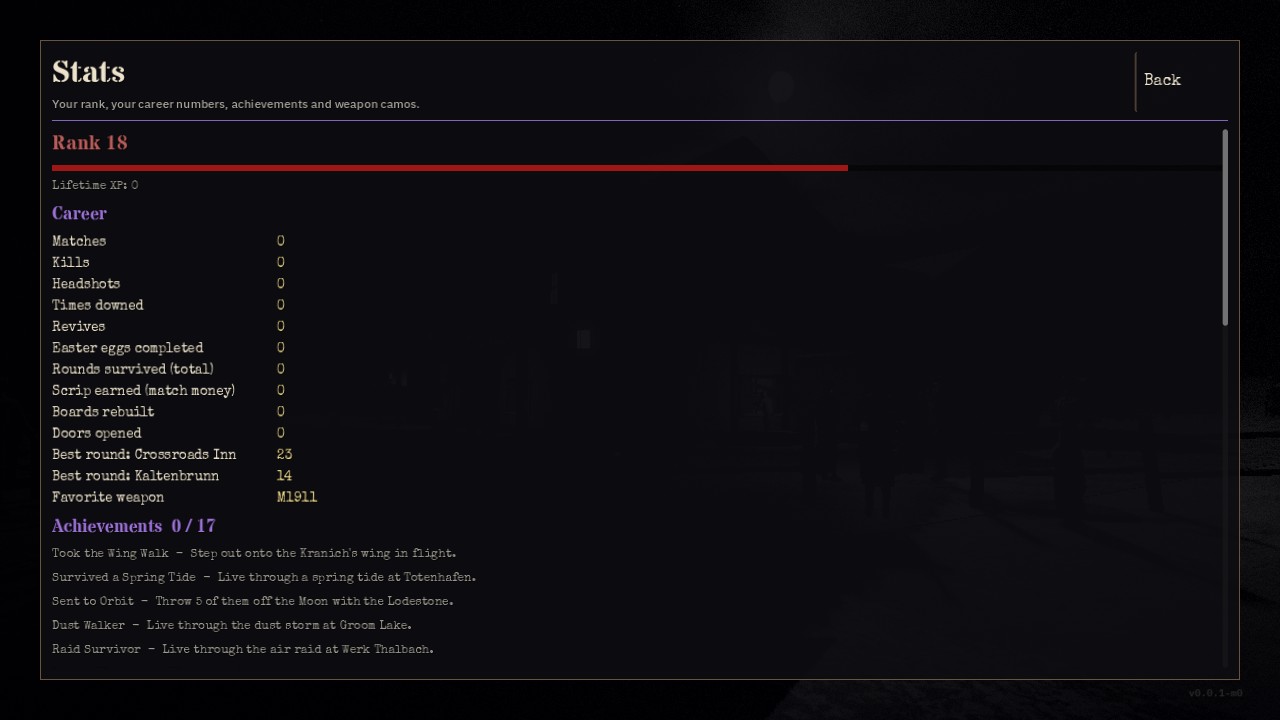 Stats
Back
Your rank, your career numbers, achievements and weapon camos.
Rank 18
Lifetime XP: 0
Career
Matches 0
Kills 0
Headshots 0
Times downed 0
Revives 0
Easter eggs completed 0
Rounds survived (total) 0
Scrip earned (match money) 0
Boards rebuilt 0
Doors opened 0
Best round: Crossroads Inn 23
Best round: Kaltenbrunn 14
Favorite weapon M1911
Achievements 0 / 17
Took the Wing Walk - Step out onto the Kranich's wing in flight.
Survived a Spring Tide - Live through a spring tide at Totenhafen.
Sent to Orbit - Throw 5 of them off the Moon with the Lodestone.
Dust Walker - Live through the dust storm at Groom Lake.
Raid Survivor - Live through the air raid at Werk Thalbach.
v0.0.1-m0